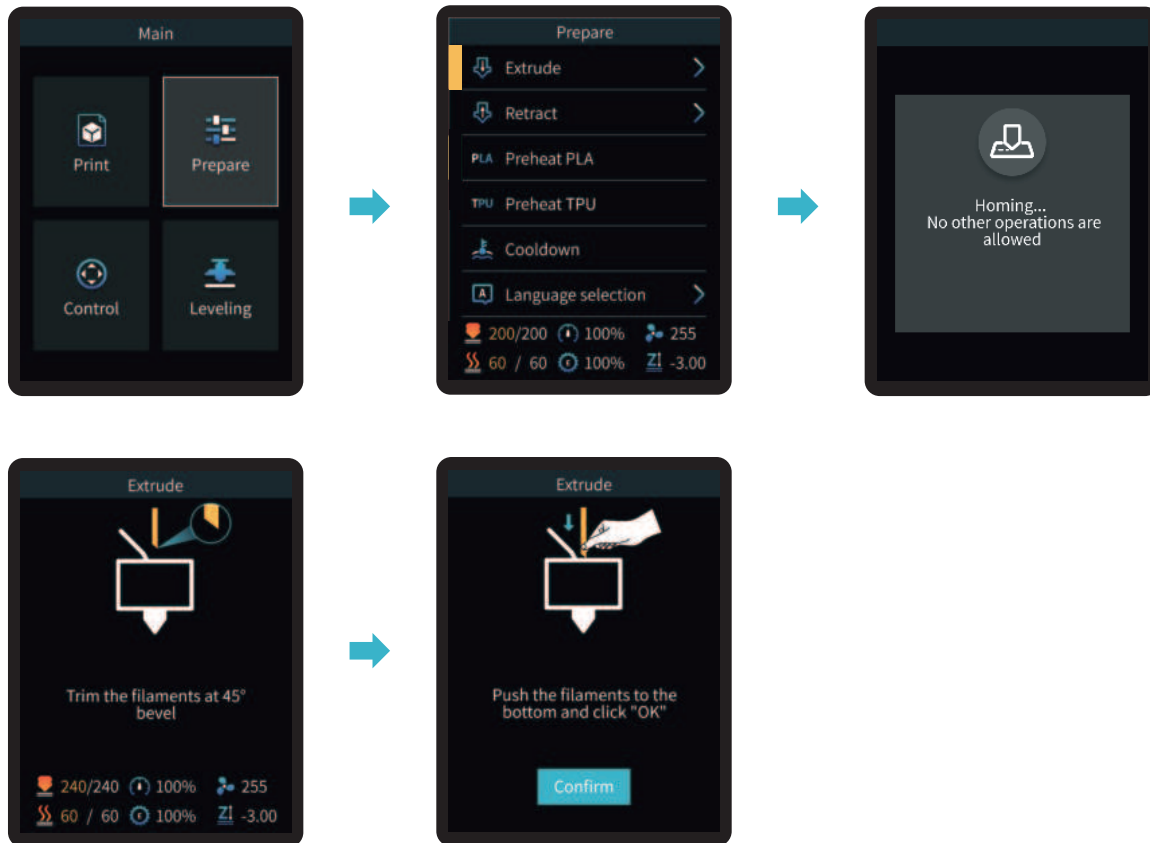 Main
Print
Prepare
Control
Leveling
Prepare
Extrude
Retract
PLA Preheat PLA
TPU Preheat TPU
Cooldown
A Language selection
200/200 100% 255
60 / 60 E 100% Z -3.00
Homing...
No other operations are
allowed
Extrude
Trim the filaments at 45°
bevel
240/240 100% 255
60 / 60 E 100% Z -3.00
Extrude
Push the filaments to the
bottom and click "OK"
Confirm